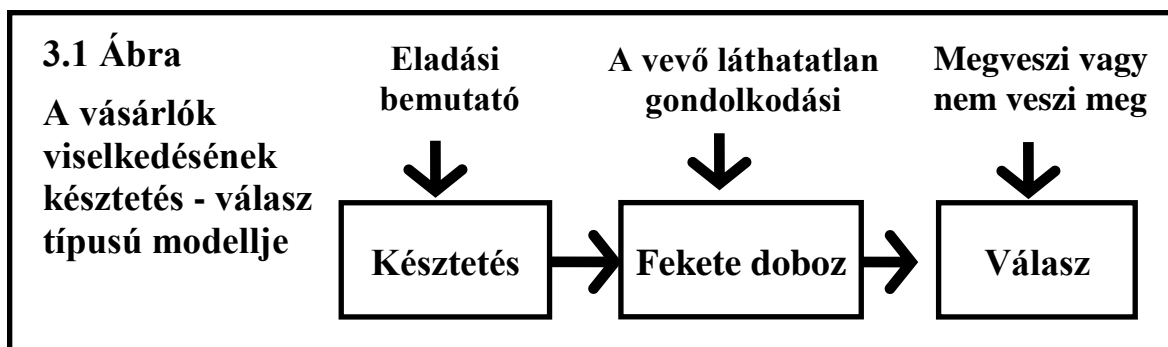 3.1 Ábra
A vásárlók
viselkedésének
késztetés - válasz
típusú modellje
Eladási
bemutató
A vevő láthatatlan
gondolkodási
Megveszi vagy
nem veszi meg
Késztetés
Fekete doboz
Válasz